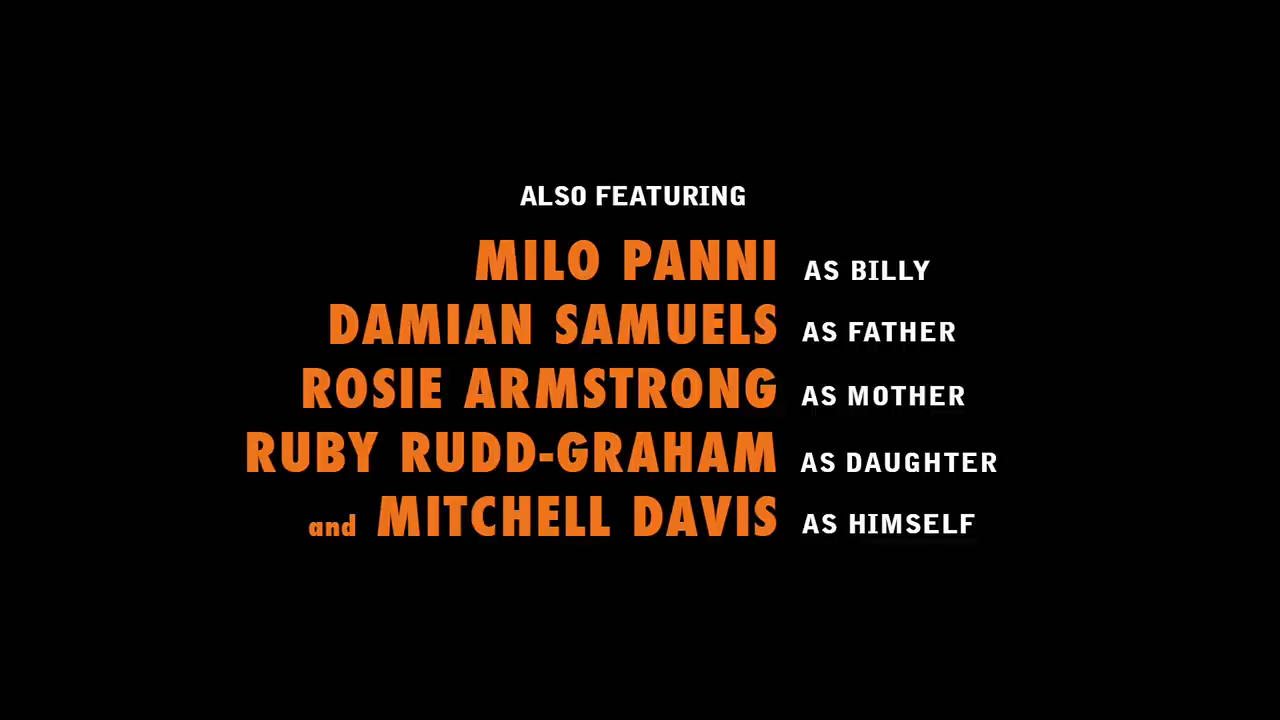 ALSO FEATURING
MILO PANNI AS BILLY
DAMIAN SAMUELS AS FATHER
ROSIE ARMSTRONG AS MOTHER
RUBY RUDD-GRAHAM AS DAUGHTER
and MITCHELL DAVIS AS HIMSELF